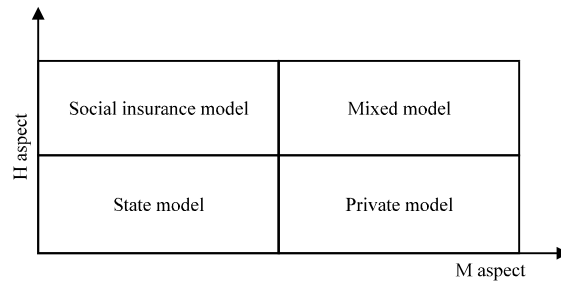 Social insurance model
Mixed model
H aspect
State model
Private model
M aspect